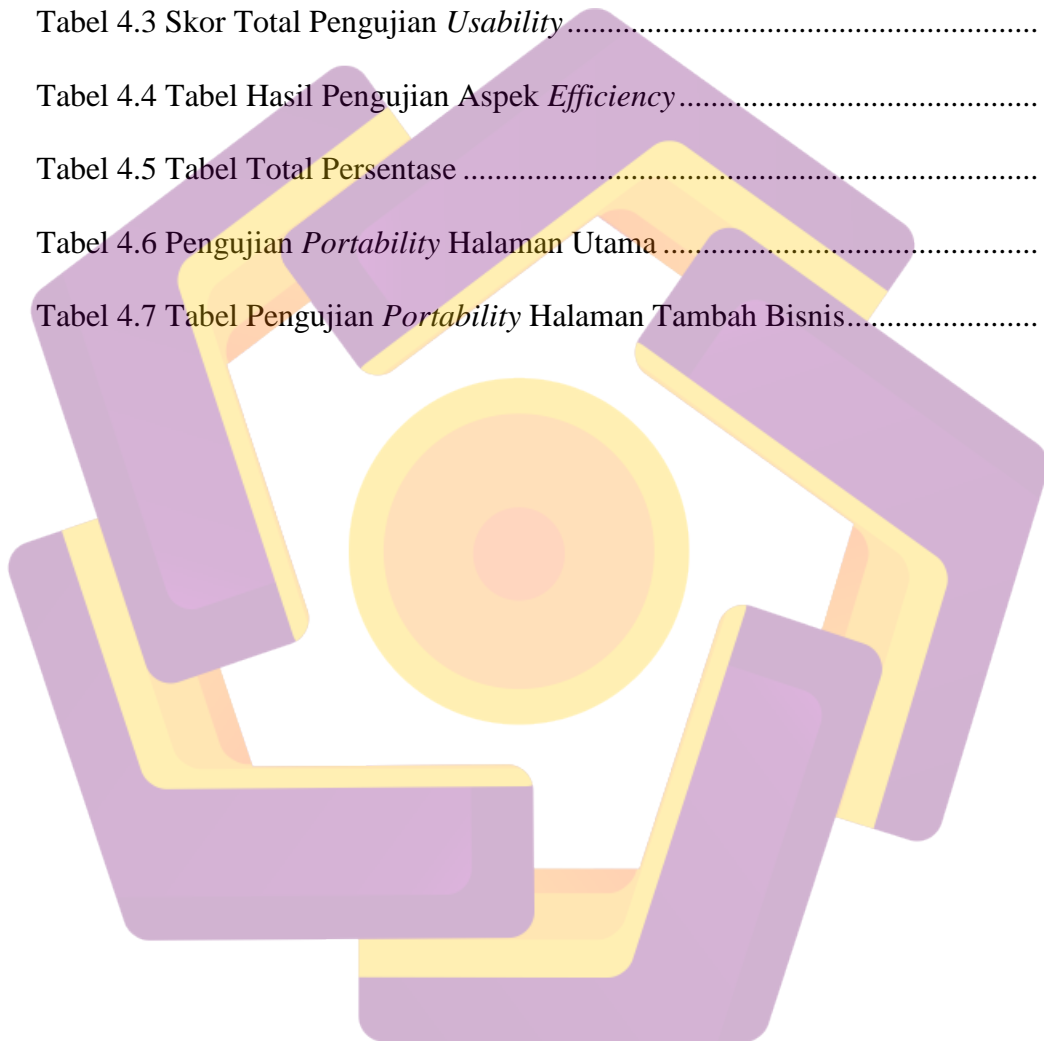 Tabel 4.3 Skor Total Pengujian Usability.........................................................
Tabel 4.4 Tabel Hasil Pengujian Aspek Efficiency...........................................
Tabel 4.5 Tabel Total Persentase .....................................................................
Tabel 4.6 Pengujian Portability Halaman Utama .............................................
Tabel 4.7 Tabel Pengujian Portability Halaman Tambah Bisnis.......................